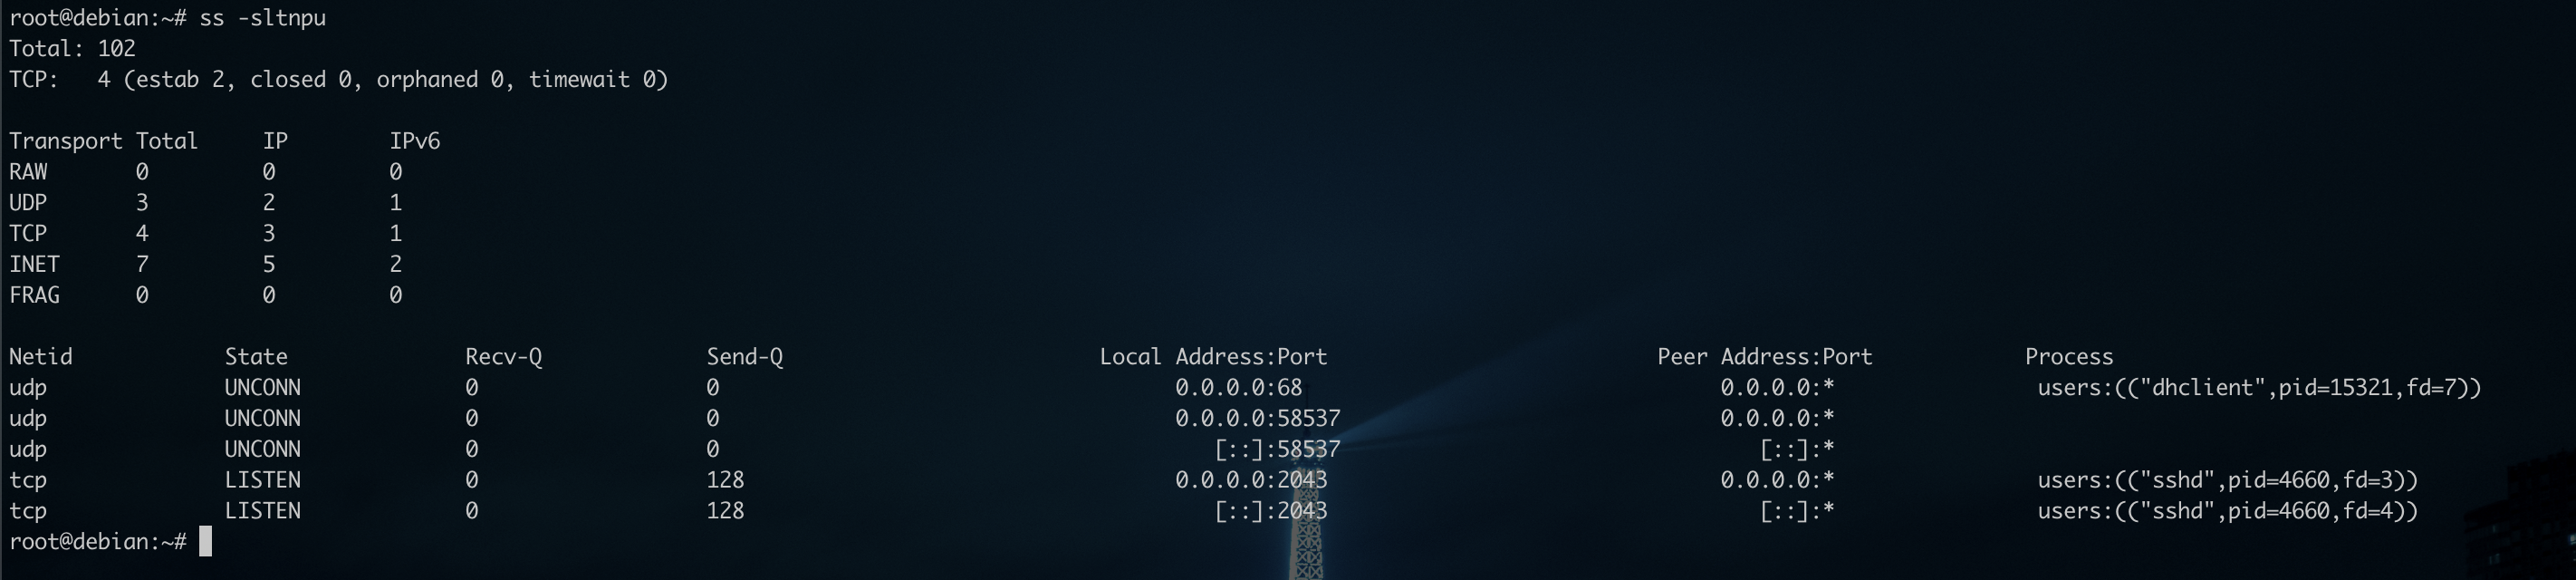 root@debian:~# ss -sltnpu
Total: 102
TCP:   4 (estab 2, closed 0, orphaned 0, timewait 0)
Transport Total     IP        IPv6
RAW       0         0         0
UDP       3         2         1
TCP       4         3         1
INET      7         5         2
FRAG      0         0         0
Netid State Recv-Q Send-Q Local Address:Port Peer Address:Port Process
udp UNCONN 0 0 0.0.0.0:68 0.0.0.0:* users:(("dhclient",pid=15321,fd=7))
udp UNCONN 0 0 0.0.0.0:58537 0.0.0.0:*
udp UNCONN 0 0 [::]:58537 [::]:*
tcp LISTEN 0 128 0.0.0.0:2043 0.0.0.0:* users:(("sshd",pid=4660,fd=3))
tcp LISTEN 0 128 [::]:2043 [::]:* users:(("sshd",pid=4660,fd=4))
root@debian:~#